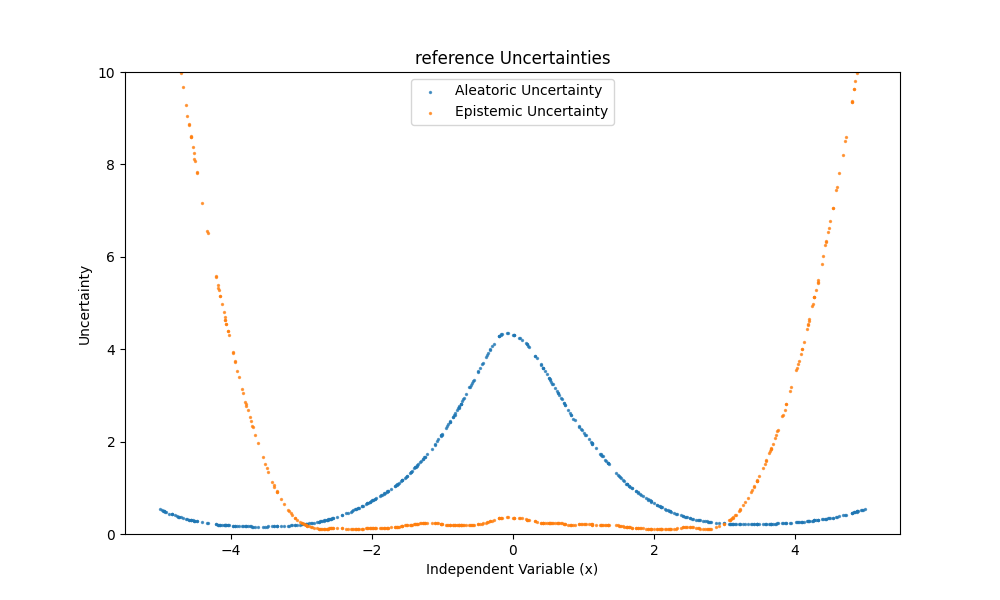 reference Uncertainties
Aleatoric Uncertainty
Epistemic Uncertainty
Uncertainty
10
8
6
4
2
0
−4
−2
0
2
4
Independent Variable (x)